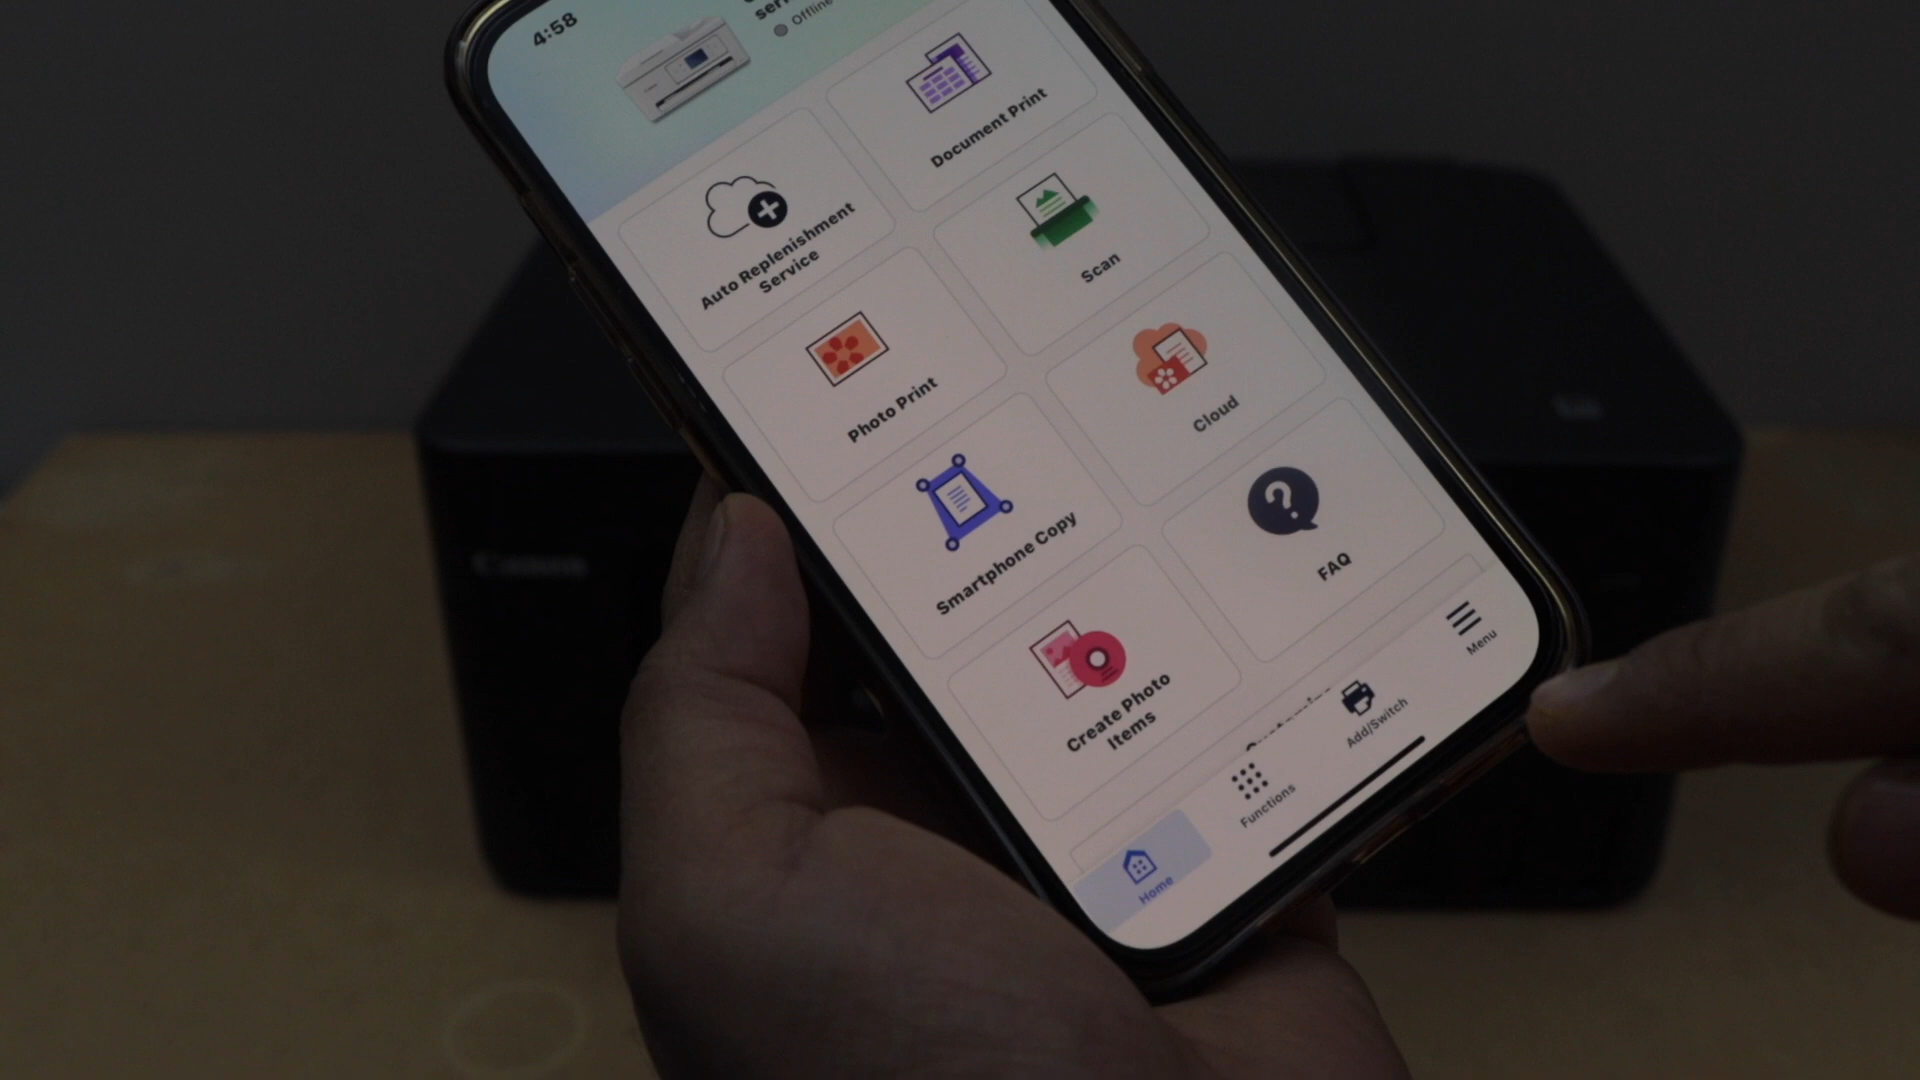 4:58
Offline
Document Print
Auto Replenishment
Service
Scan
Photo Print
Cloud
Smartphone Copy
FAQ
Create Photo
Items
Menu
Add/Switch
Functions
Home
Canon